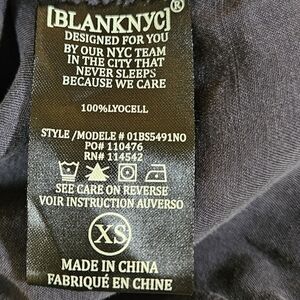 [BLANKNYC]®
DESIGNED FOR YOU
BY OUR NYC TEAM
IN THE CITY THAT
NEVER SLEEPS
BECAUSE WE CARE
100%LYOCELL
STYLE /MODELE # 01BS5491NO
PO# 110476
RN# 114542
SEE CARE ON REVERSE
VOIR INSTRUCTION AUVERSO
XS
MADE IN CHINA
FABRIQUÉ EN CHINE